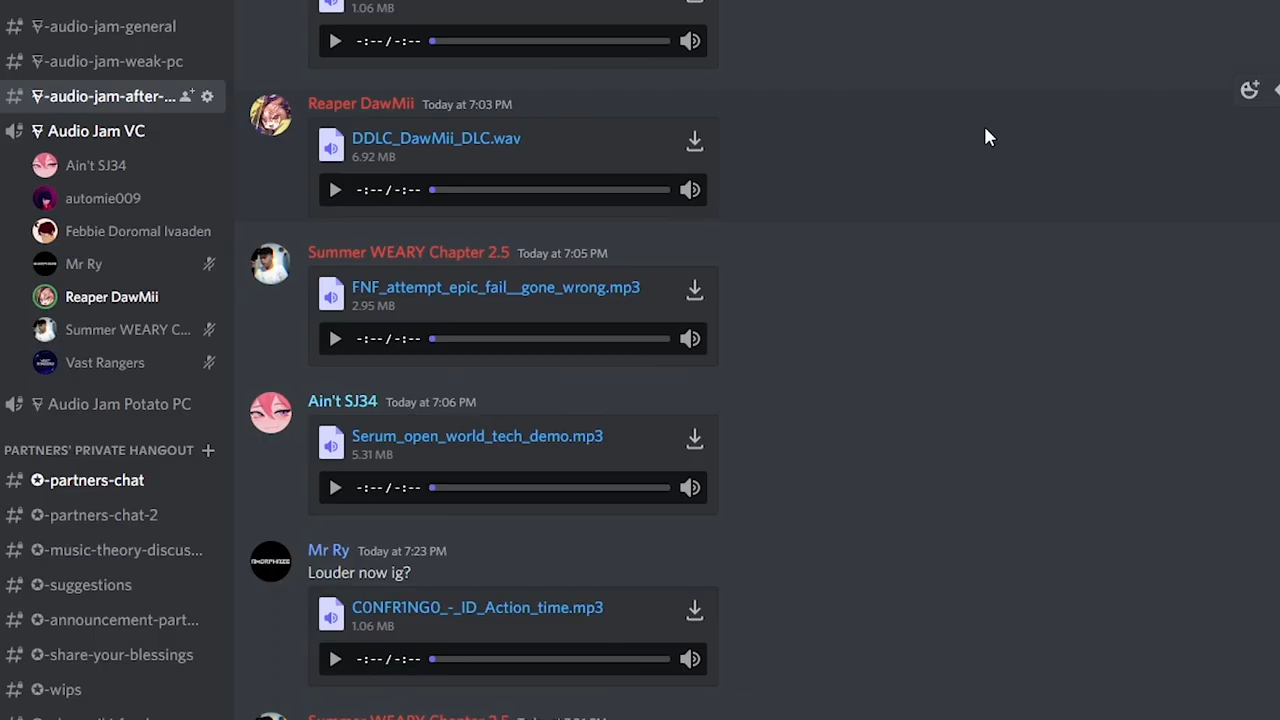 -audio-jam-general
-audio-jam-weak-pc
-audio-jam-after-...
Audio Jam VC
Ain't SJ34
automie009
Febbie Doromal Ivaaden
Mr Ry
Reaper DawMii
Summer WEARY C...
Vast Rangers
Audio Jam Potato PC
PARTNERS' PRIVATE HANGOUT +
-partners-chat
-partners-chat-2
-music-theory-discus...
-suggestions
-announcement-part...
-share-your-blessings
-wips
1.06 MB
-:--/-:--
Reaper DawMii Today at 7:03 PM
DDLC_DawMii_DLC.wav
6.92 MB
-:--/-:--
Summer WEARY Chapter 2.5 Today at 7:05 PM
FNF_attempt_epic_fail__gone_wrong.mp3
2.95 MB
-:--/-:--
Ain't SJ34 Today at 7:06 PM
Serum_open_world_tech_demo.mp3
5.31 MB
-:--/-:--
Mr Ry Today at 7:23 PM
Louder now ig?
C0NFR1NG0_-_ID_Action_time.mp3
1.06 MB
-:--/-:--
Summer WEARY Chapter 2.5